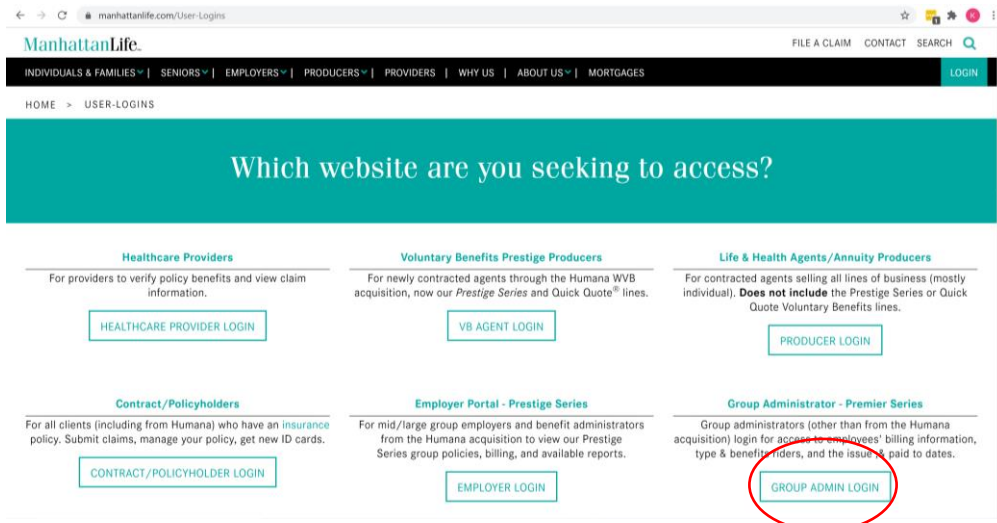 manhattanlife.com/User-Logins
K
ManhattanLife.
FILE A CLAIM CONTACT SEARCH
INDIVIDUALS & FAMILIES | SENIORS | EMPLOYERS | PRODUCERS | PROVIDERS | WHY US | ABOUT US | MORTGAGES
LOGIN
HOME > USER-LOGINS
Which website are you seeking to access?
Healthcare Providers
For providers to verify policy benefits and view claim
information.
HEALTHCARE PROVIDER LOGIN
Voluntary Benefits Prestige Producers
For newly contracted agents through the Humana WVB
acquisition, now our Prestige Series and Quick Quote® lines.
VB AGENT LOGIN
Life & Health Agents/Annuity Producers
For contracted agents selling all lines of business (mostly
individual). Does not include the Prestige Series or Quick
Quote Voluntary Benefits lines.
PRODUCER LOGIN
Contract/Policyholders
For all clients (including from Humana) who have an insurance
policy. Submit claims, manage your policy, get new ID cards.
CONTRACT/POLICYHOLDER LOGIN
Employer Portal - Prestige Series
For mid/large group employers and benefit administrators
from the Humana acquisition to view our Prestige
Series group policies, billing, and available reports.
EMPLOYER LOGIN
Group Administrator - Premier Series
Group administrators (other than from the Humana
acquisition) login for access to employees' billing information,
type & benefits riders, and the issue & paid to dates.
GROUP ADMIN LOGIN